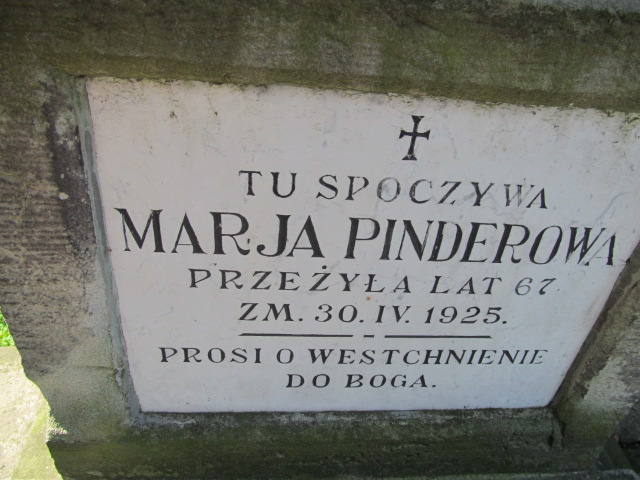 TU SPOCZYWA
MARJA PINDEROWA
PRZEŻYŁA LAT 67
ZM. 30. IV. 1925.
PROSI O WESTCHNIENIE
DO BOGA.